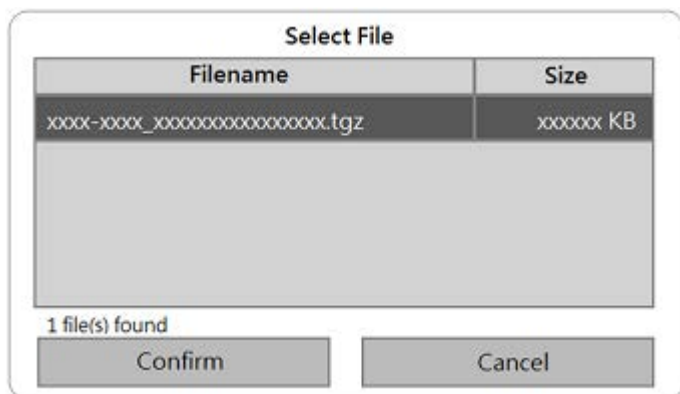 Select File
Filename Size
xxxx-xxxx_xxxxxxxxxxxxxxxx.tgz xxxxxx KB
1 file(s) found
Confirm Cancel